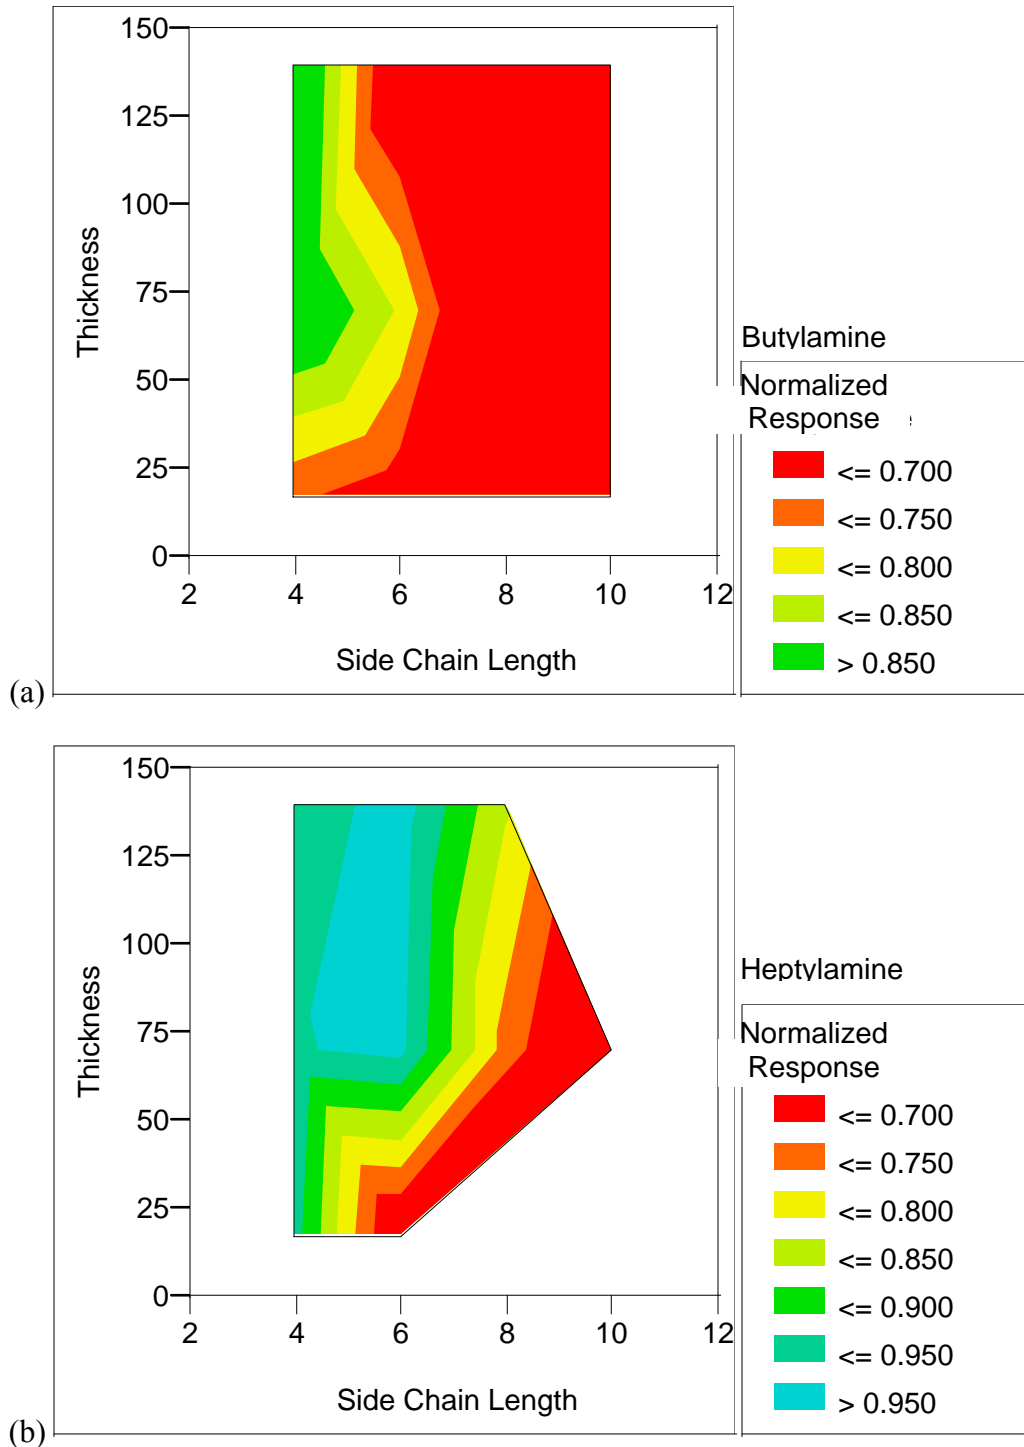 150
125
100
75
50
25
0
Thickness
2 4 6 8 10 12
Side Chain Length
Butylamine
Normalized
Response
<= 0.700
<= 0.750
<= 0.800
<= 0.850
> 0.850
(a)
150
125
100
75
50
25
0
Thickness
2 4 6 8 10 12
Side Chain Length
Heptylamine
Normalized
Response
<= 0.700
<= 0.750
<= 0.800
<= 0.850
<= 0.900
<= 0.950
> 0.950
(b)